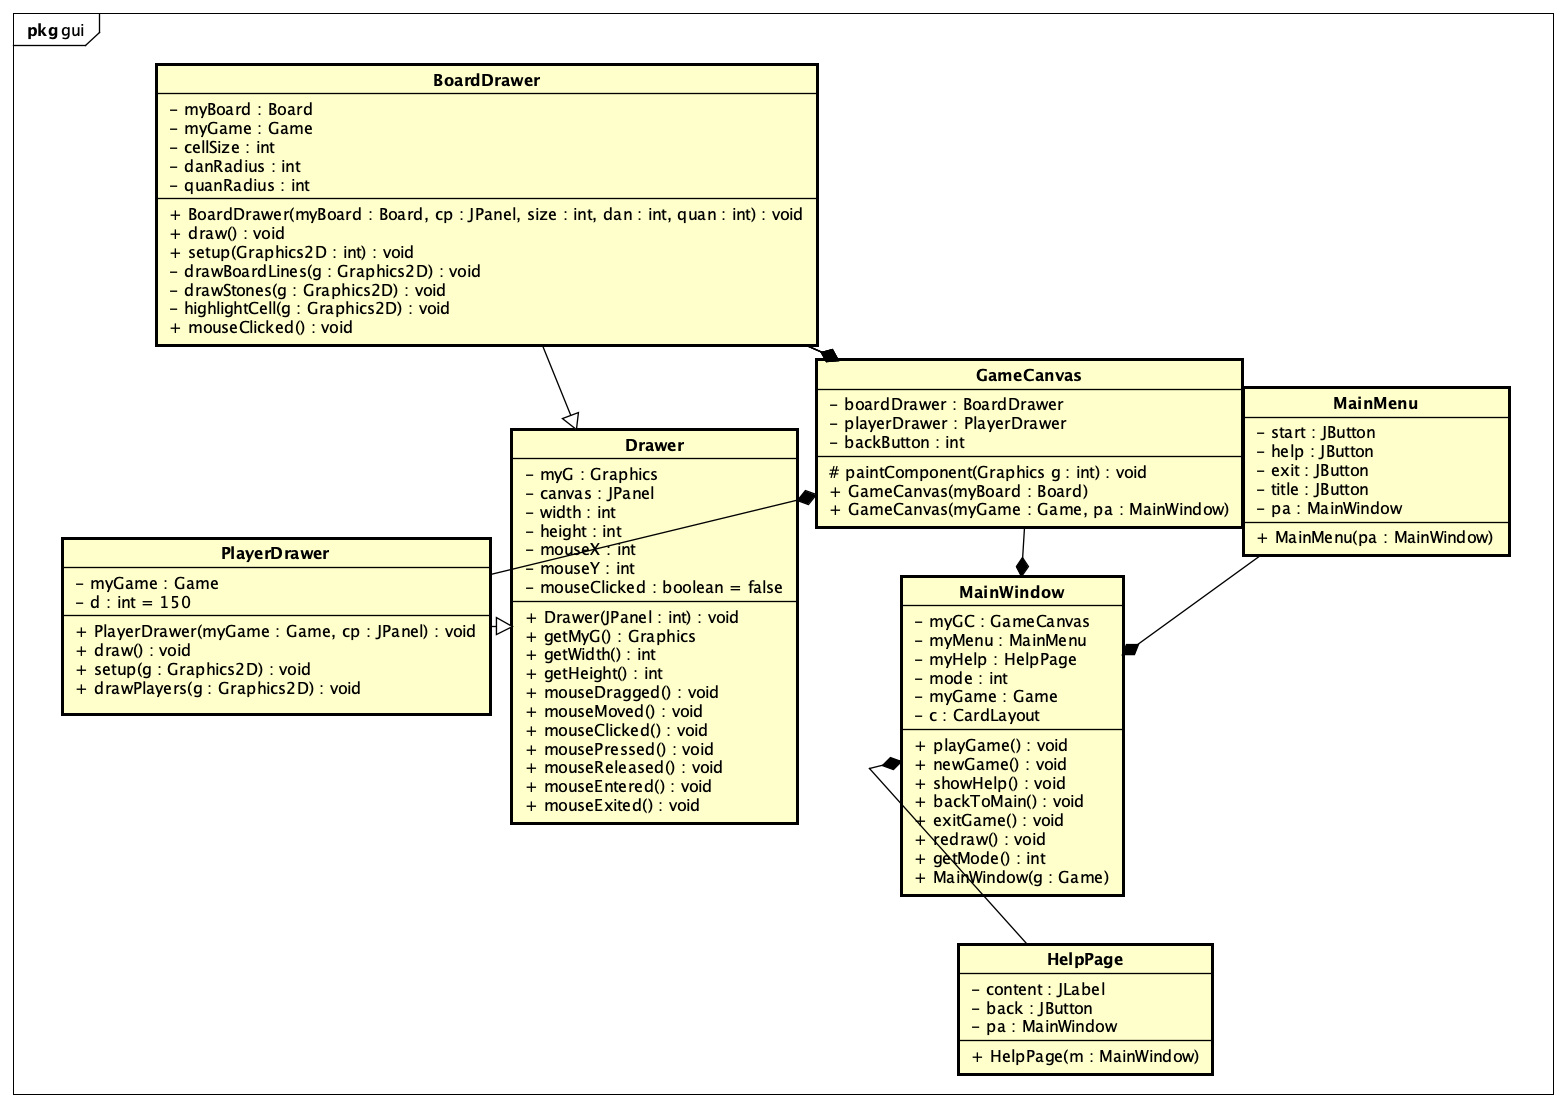 pkg gui
BoardDrawer
- myBoard : Board
- myGame : Game
- cellSize : int
- danRadius : int
- quanRadius : int
+ BoardDrawer(myBoard : Board, cp : JPanel, size : int, dan : int, quan : int) : void
+ draw() : void
+ setup(Graphics2D : int) : void
- drawBoardLines(g : Graphics2D) : void
- drawStones(g : Graphics2D) : void
- highlightCell(g : Graphics2D) : void
+ mouseClicked() : void
GameCanvas
- boardDrawer : BoardDrawer
- playerDrawer : PlayerDrawer
- backButton : int
# paintComponent(Graphics g : int) : void
+ GameCanvas(myBoard : Board)
+ GameCanvas(myGame : Game, pa : MainWindow)
MainMenu
- start : JButton
- help : JButton
- exit : JButton
- title : JButton
- pa : MainWindow
+ MainMenu(pa : MainWindow)
Drawer
- myG : Graphics
- canvas : JPanel
- width : int
- height : int
- mouseX : int
- mouseY : int
- mouseClicked : boolean = false
+ Drawer(JPanel : int) : void
+ getMyG() : Graphics
+ getWidth() : int
+ getHeight() : int
+ mouseDragged() : void
+ mouseMoved() : void
+ mouseClicked() : void
+ mousePressed() : void
+ mouseReleased() : void
+ mouseEntered() : void
+ mouseExited() : void
PlayerDrawer
- myGame : Game
- d : int = 150
+ PlayerDrawer(myGame : Game, cp : JPanel) : void
+ draw() : void
+ setup(g : Graphics2D) : void
+ drawPlayers(g : Graphics2D) : void
MainWindow
- myGC : GameCanvas
- myMenu : MainMenu
- myHelp : HelpPage
- mode : int
- myGame : Game
- c : CardLayout
+ playGame() : void
+ newGame() : void
+ showHelp() : void
+ backToMain() : void
+ exitGame() : void
+ redraw() : void
+ getMode() : int
+ MainWindow(g : Game)
HelpPage
- content : JLabel
- back : JButton
- pa : MainWindow
+ HelpPage(m : MainWindow)